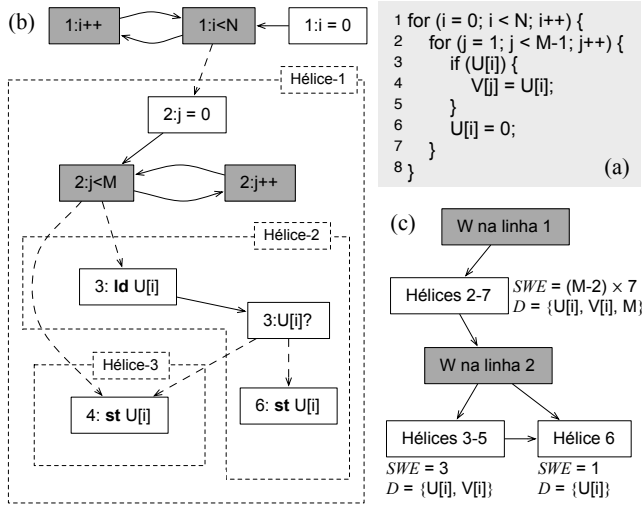 (b)
1:i++
1:i<N
1:i = 0
Hélice-1
2:j = 0
2:j<M
2:j++
Hélice-2
3: ld U[i]
3:U[i]?
Hélice-3
4: st U[i]
6: st U[i]
1 for (i = 0; i < N; i++) {
2 for (j = 1; j < M-1; j++) {
3 if (U[i]) {
4 V[j] = U[i];
5 }
6 U[i] = 0;
7 }
8 }
(a)
(c)
W na linha 1
Hélices 2-7
SWE = (M-2) × 7
D = {U[i], V[i], M}
W na linha 2
Hélices 3-5
Hélice 6
SWE = 3
D = {U[i], V[i]}
SWE = 1
D = {U[i]}